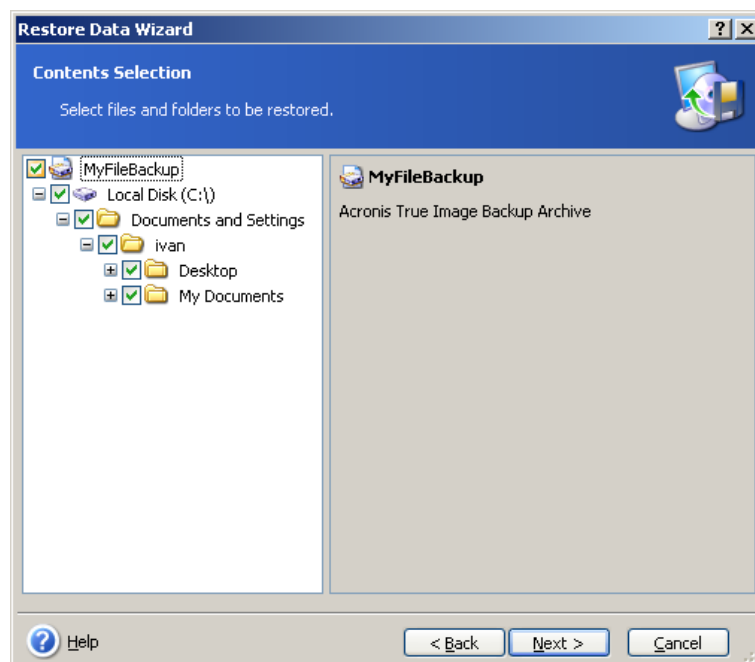 Restore Data Wizard
Contents Selection
Select files and folders to be restored.
MyFileBackup
Local Disk (C:\)
Documents and Settings
ivan
Desktop
My Documents
MyFileBackup
Acronis True Image Backup Archive
Help
< Back
Next >
Cancel